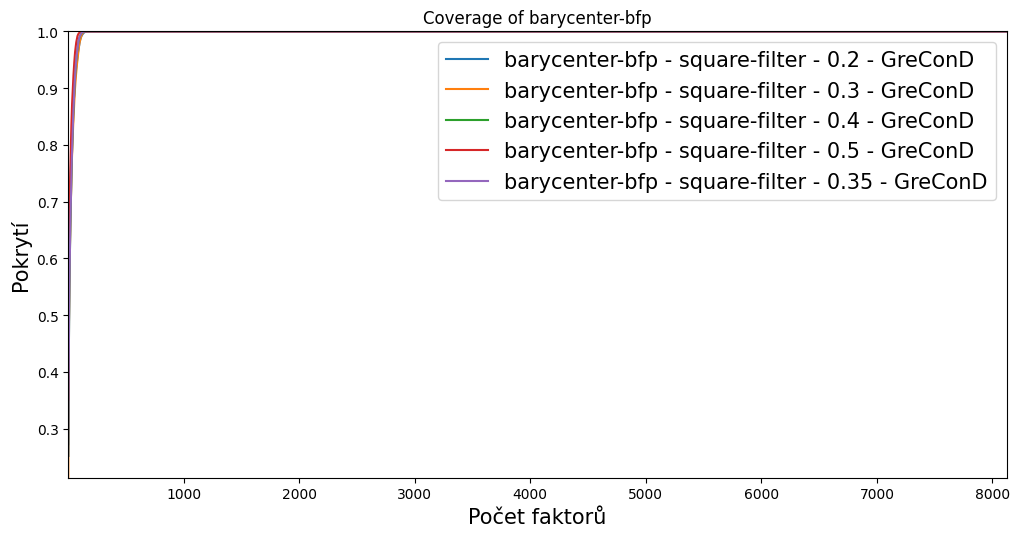 Coverage of barycenter-bfp
1.0
0.9
0.8
0.7
0.6
0.5
0.4
0.3
Pokrytí
barycenter-bfp - square-filter - 0.2 - GreConD
barycenter-bfp - square-filter - 0.3 - GreConD
barycenter-bfp - square-filter - 0.4 - GreConD
barycenter-bfp - square-filter - 0.5 - GreConD
barycenter-bfp - square-filter - 0.35 - GreConD
1000 2000 3000 4000 5000 6000 7000 8000
Počet faktorů